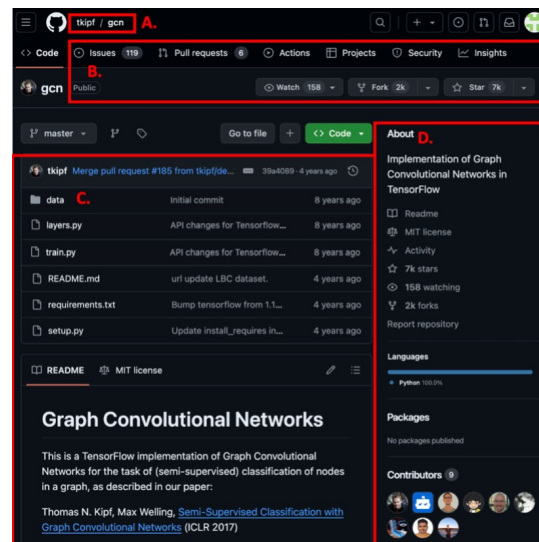 tkipf / gcn A.
Code Issues 119 Pull requests 6 Actions Projects Security Insights
B.
gcn Public Watch 158 Fork 2k Star 7k
master Go to file Code
tkipf Merge pull request #185 from tkipf/de... 39a4089 · 4 years ago
data C. Initial commit 8 years ago
layers.py API changes for Tensorflow... 8 years ago
train.py API changes for Tensorflow... 8 years ago
README.md url update LBC dataset. 4 years ago
requirements.txt Bump tensorflow from 1.1... 4 years ago
setup.py Update install_requires in... 4 years ago
README MIT license
Graph Convolutional Networks
This is a TensorFlow implementation of Graph Convolutional
Networks for the task of (semi-supervised) classification of nodes
in a graph, as described in our paper:
Thomas N. Kipf, Max Welling, Semi-Supervised Classification with
Graph Convolutional Networks (ICLR 2017)
About D.
Implementation of Graph
Convolutional Networks in
TensorFlow
Readme
MIT license
Activity
7k stars
158 watching
2k forks
Report repository
Languages
Python 100.0%
Packages
No packages published
Contributors 9